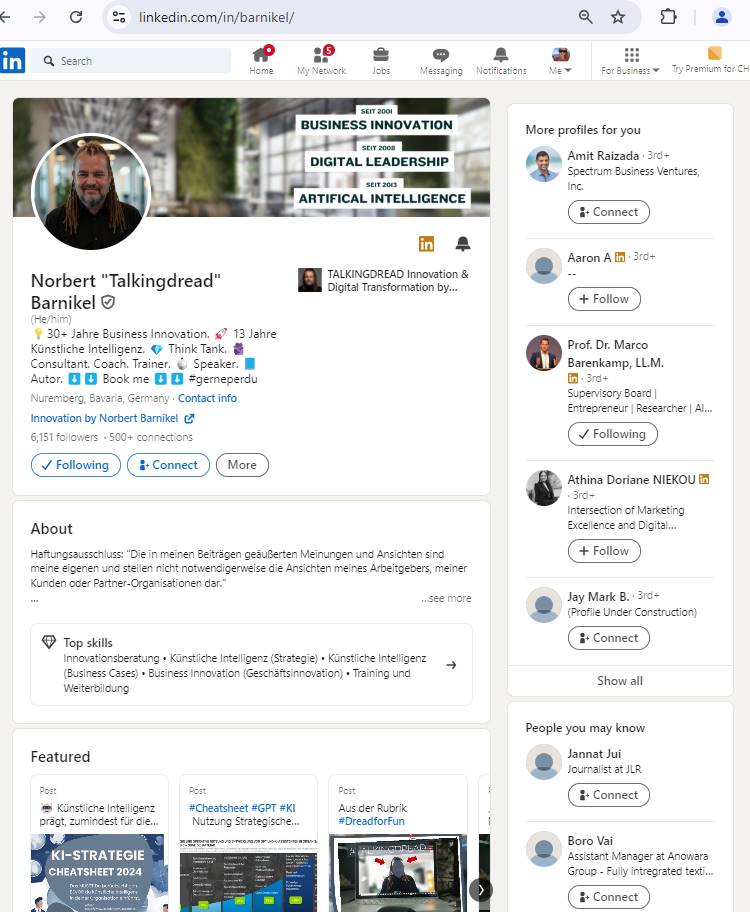 linkedin.com/in/barnikel/
in
Search
Home
5
My Network
Jobs
Messaging
Notifications
Me
For Business
Try Premium for CH
SEIT 2001
BUSINESS INNOVATION
SEIT 2008
DIGITAL LEADERSHIP
SEIT 2013
ARTIFICAL INTELLIGENCE
in
Norbert "Talkingdread"
Barnikel
(He/him)
30+ Jahre Business Innovation. 🚀 13 Jahre
Künstliche Intelligenz. 💎 Think Tank.
Consultant. Coach. Trainer. Speaker. 📘
Autor. ⬇️ ⬇️ Book me ⬇️ ⬇️ #gerneperdu
Nuremberg, Bavaria, Germany · Contact info
Innovation by Norbert Barnikel
6,151 followers · 500+ connections
Following
Connect
More
TALKINGDREAD Innovation &
Digital Transformation by...
About
Haftungsausschluss: "Die in meinen Beiträgen geäußerten Meinungen und Ansichten sind
meine eigenen und stellen nicht notwendigerweise die Ansichten meines Arbeitgebers, meiner
Kunden oder Partner-Organisationen dar."
...
...see more
Top skills
Innovationsberatung • Künstliche Intelligenz (Strategie) • Künstliche Intelligenz
(Business Cases) • Business Innovation (Geschäftsinnovation) • Training und
Weiterbildung
Featured
Post
Künstliche Intelligenz
prägt, zumindest für die...
KI-STRATEGIE
CHEATSHEET 2024
Post
#Cheatsheet #GPT #KI
Nutzung Strategische...
Post
Aus der Rubrik
#DreadforFun
TALKINGDREAD
More profiles for you
Amit Raizada · 3rd+
Spectrum Business Ventures,
Inc.
Connect
Aaron A in · 3rd+
--
+ Follow
Prof. Dr. Marco
Barenkamp, LL.M.
in · 3rd+
Supervisory Board |
Entrepreneur | Researcher | AI...
Following
Athina Doriane NIEKOU in
· 3rd+
Intersection of Marketing
Excellence and Digital...
+ Follow
Jay Mark B. · 3rd+
(Profile Under Construction)
Connect
Show all
People you may know
Jannat Jui
Journalist at JLR
Connect
Boro Vai
Assistant Manager at Anowara
Group - Fully intregrated texti...
Connect